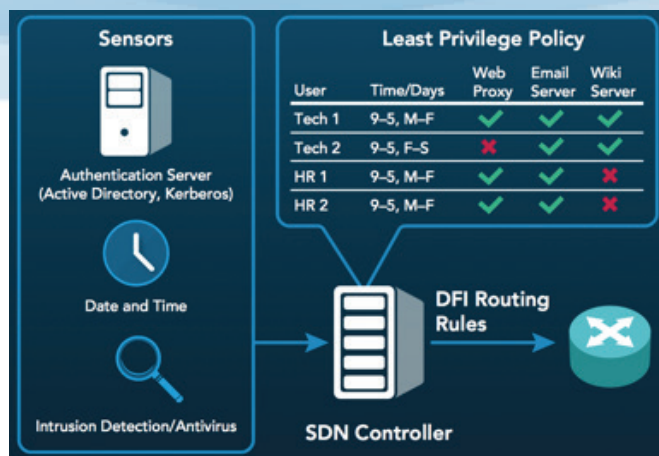 Sensors
Authentication Server
(Active Directory, Kerberos)
Date and Time
Intrusion Detection/Antivirus
Least Privilege Policy
User Time/Days Web Proxy Email Server Wiki Server
Tech 1 9–5, M–F
Tech 2 9–5, F–S
HR 1 9–5, M–F
HR 2 9–5, M–F
SDN Controller
DFI Routing
Rules